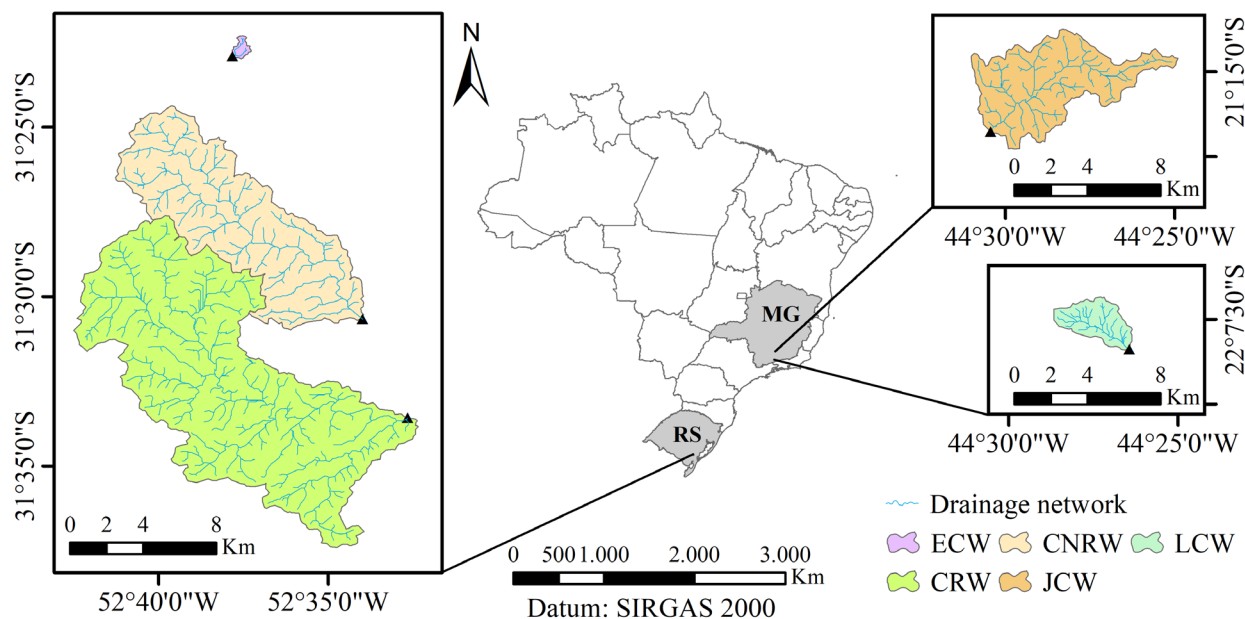 31°25'0"S
31°30'0"S
31°35'0"S
0 2 4 8
Km
52°40'0"W 52°35'0"W
N
MG
RS
0 500 1.000 2.000 3.000
Km
Datum: SIRGAS 2000
21°15'0"S
0 2 4 8
Km
44°30'0"W 44°25'0"W
22°7'30"S
0 2 4 8
Km
44°30'0"W 44°25'0"W
Drainage network
ECW CNRW LCW
CRW JCW